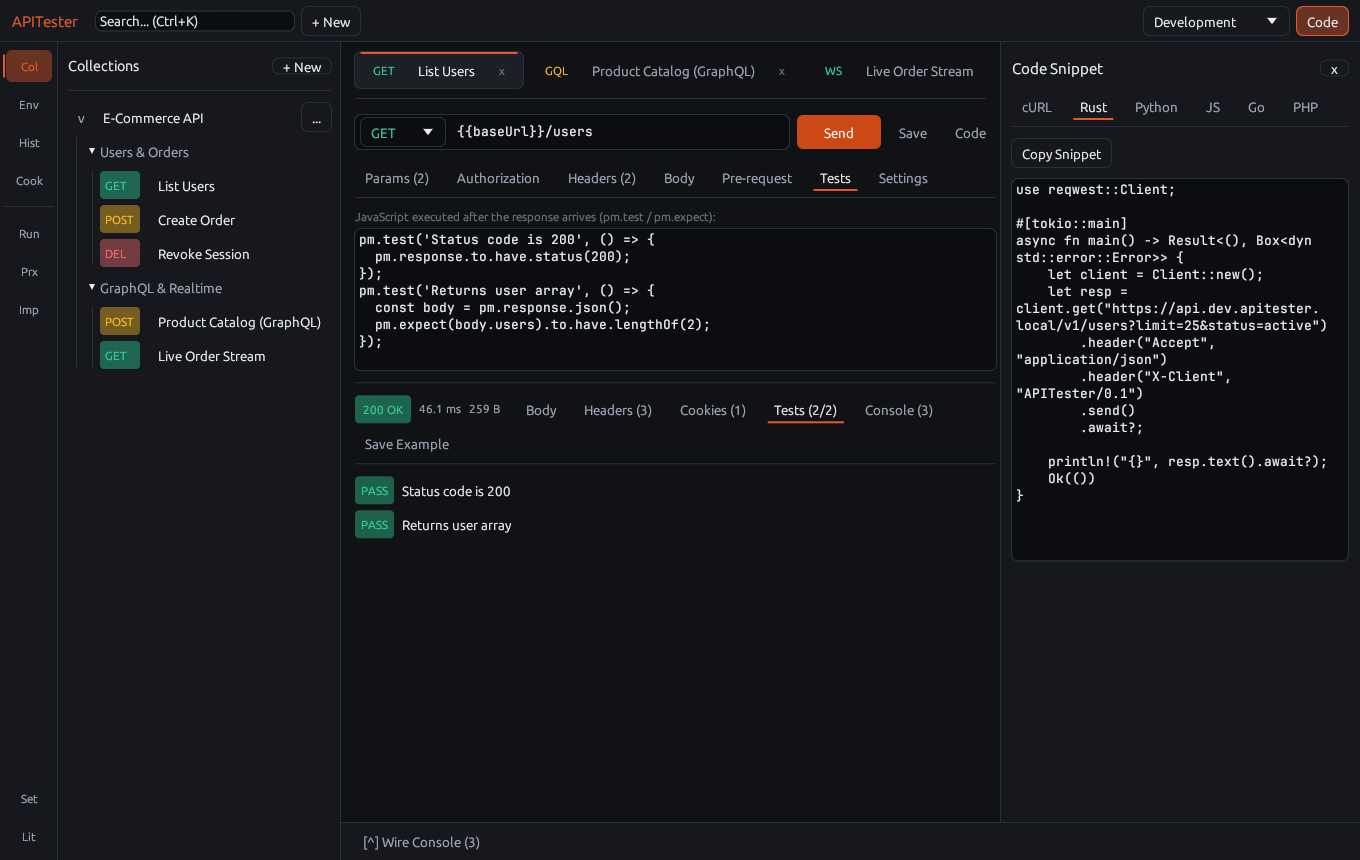 APITester
Search... (Ctrl+K)
+ New
Development
Code
Col
Env
Hist
Cook
Run
Prx
Imp
Set
Lit
Collections
+ New
v E-Commerce API ...
Users & Orders
GET List Users
POST Create Order
DEL Revoke Session
GraphQL & Realtime
POST Product Catalog (GraphQL)
GET Live Order Stream
GET List Users x GQL Product Catalog (GraphQL) x WS Live Order Stream
GET {{baseUrl}}/users Send Save Code
Params (2) Authorization Headers (2) Body Pre-request Tests Settings
JavaScript executed after the response arrives (pm.test / pm.expect):
pm.test('Status code is 200', () => {
  pm.response.to.have.status(200);
});
pm.test('Returns user array', () => {
  const body = pm.response.json();
  pm.expect(body.users).to.have.lengthOf(2);
});
200 OK 46.1 ms 259 B Body Headers (3) Cookies (1) Tests (2/2) Console (3)
Save Example
PASS Status code is 200
PASS Returns user array
[^] Wire Console (3)
Code Snippet x
cURL Rust Python JS Go PHP
Copy Snippet
use reqwest::Client;
#[tokio::main]
async fn main() -> Result<(), Box<dyn
std::error::Error>> {
    let client = Client::new();
    let resp =
client.get("https://api.dev.apitester.
local/v1/users?limit=25&status=active")
        .header("Accept",
"application/json")
        .header("X-Client",
"APITester/0.1")
        .send()
        .await?;
    println!("{}", resp.text().await?);
    Ok(())
}